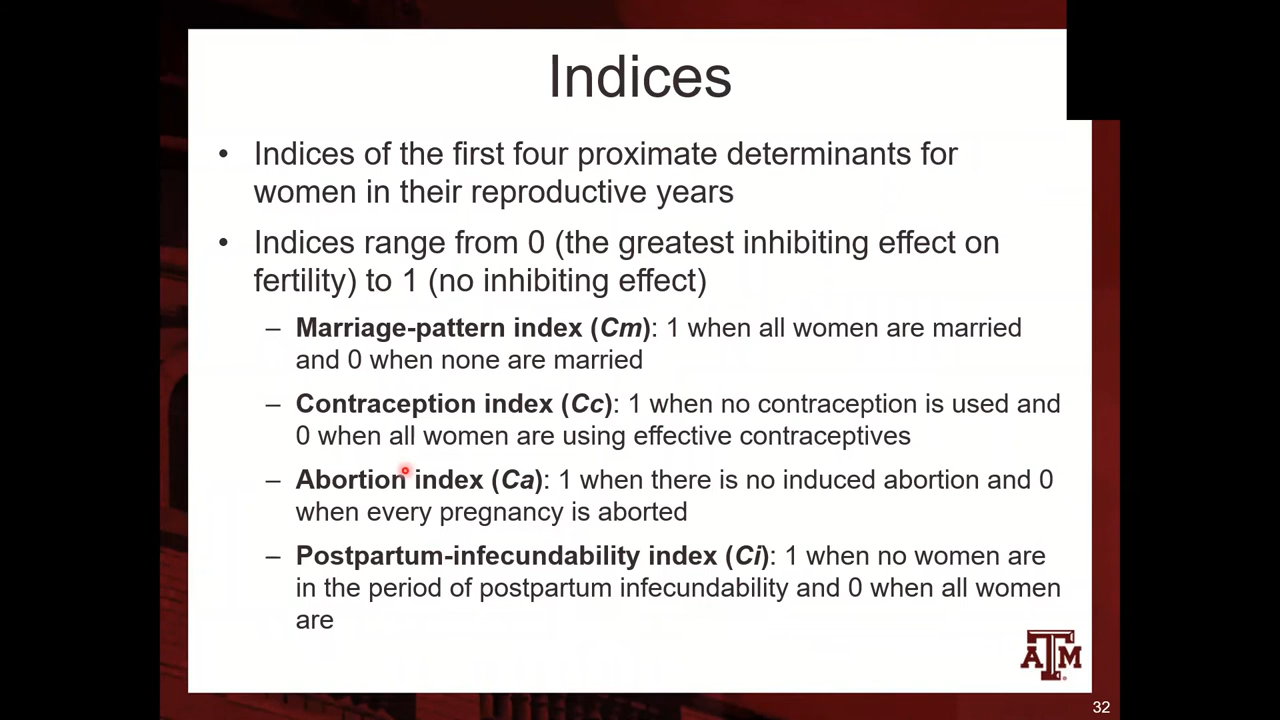 Indices
• Indices of the first four proximate determinants for
women in their reproductive years
• Indices range from 0 (the greatest inhibiting effect on
fertility) to 1 (no inhibiting effect)
– Marriage-pattern index (Cm): 1 when all women are married
and 0 when none are married
– Contraception index (Cc): 1 when no contraception is used and
0 when all women are using effective contraceptives
– Abortion index (Ca): 1 when there is no induced abortion and 0
when every pregnancy is aborted
– Postpartum-infecundability index (Ci): 1 when no women are
in the period of postpartum infecundability and 0 when all women
are
ATM
32